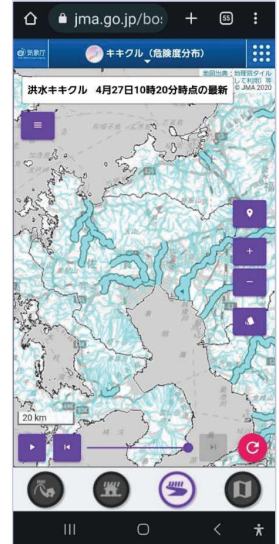 jma.go.jp/bos
55
気象庁
キキクル（危険度分布）
地図出典：地理院タイル
© JMA 2020
洪水キキクル 4月27日10時20分時点の最新
20 km